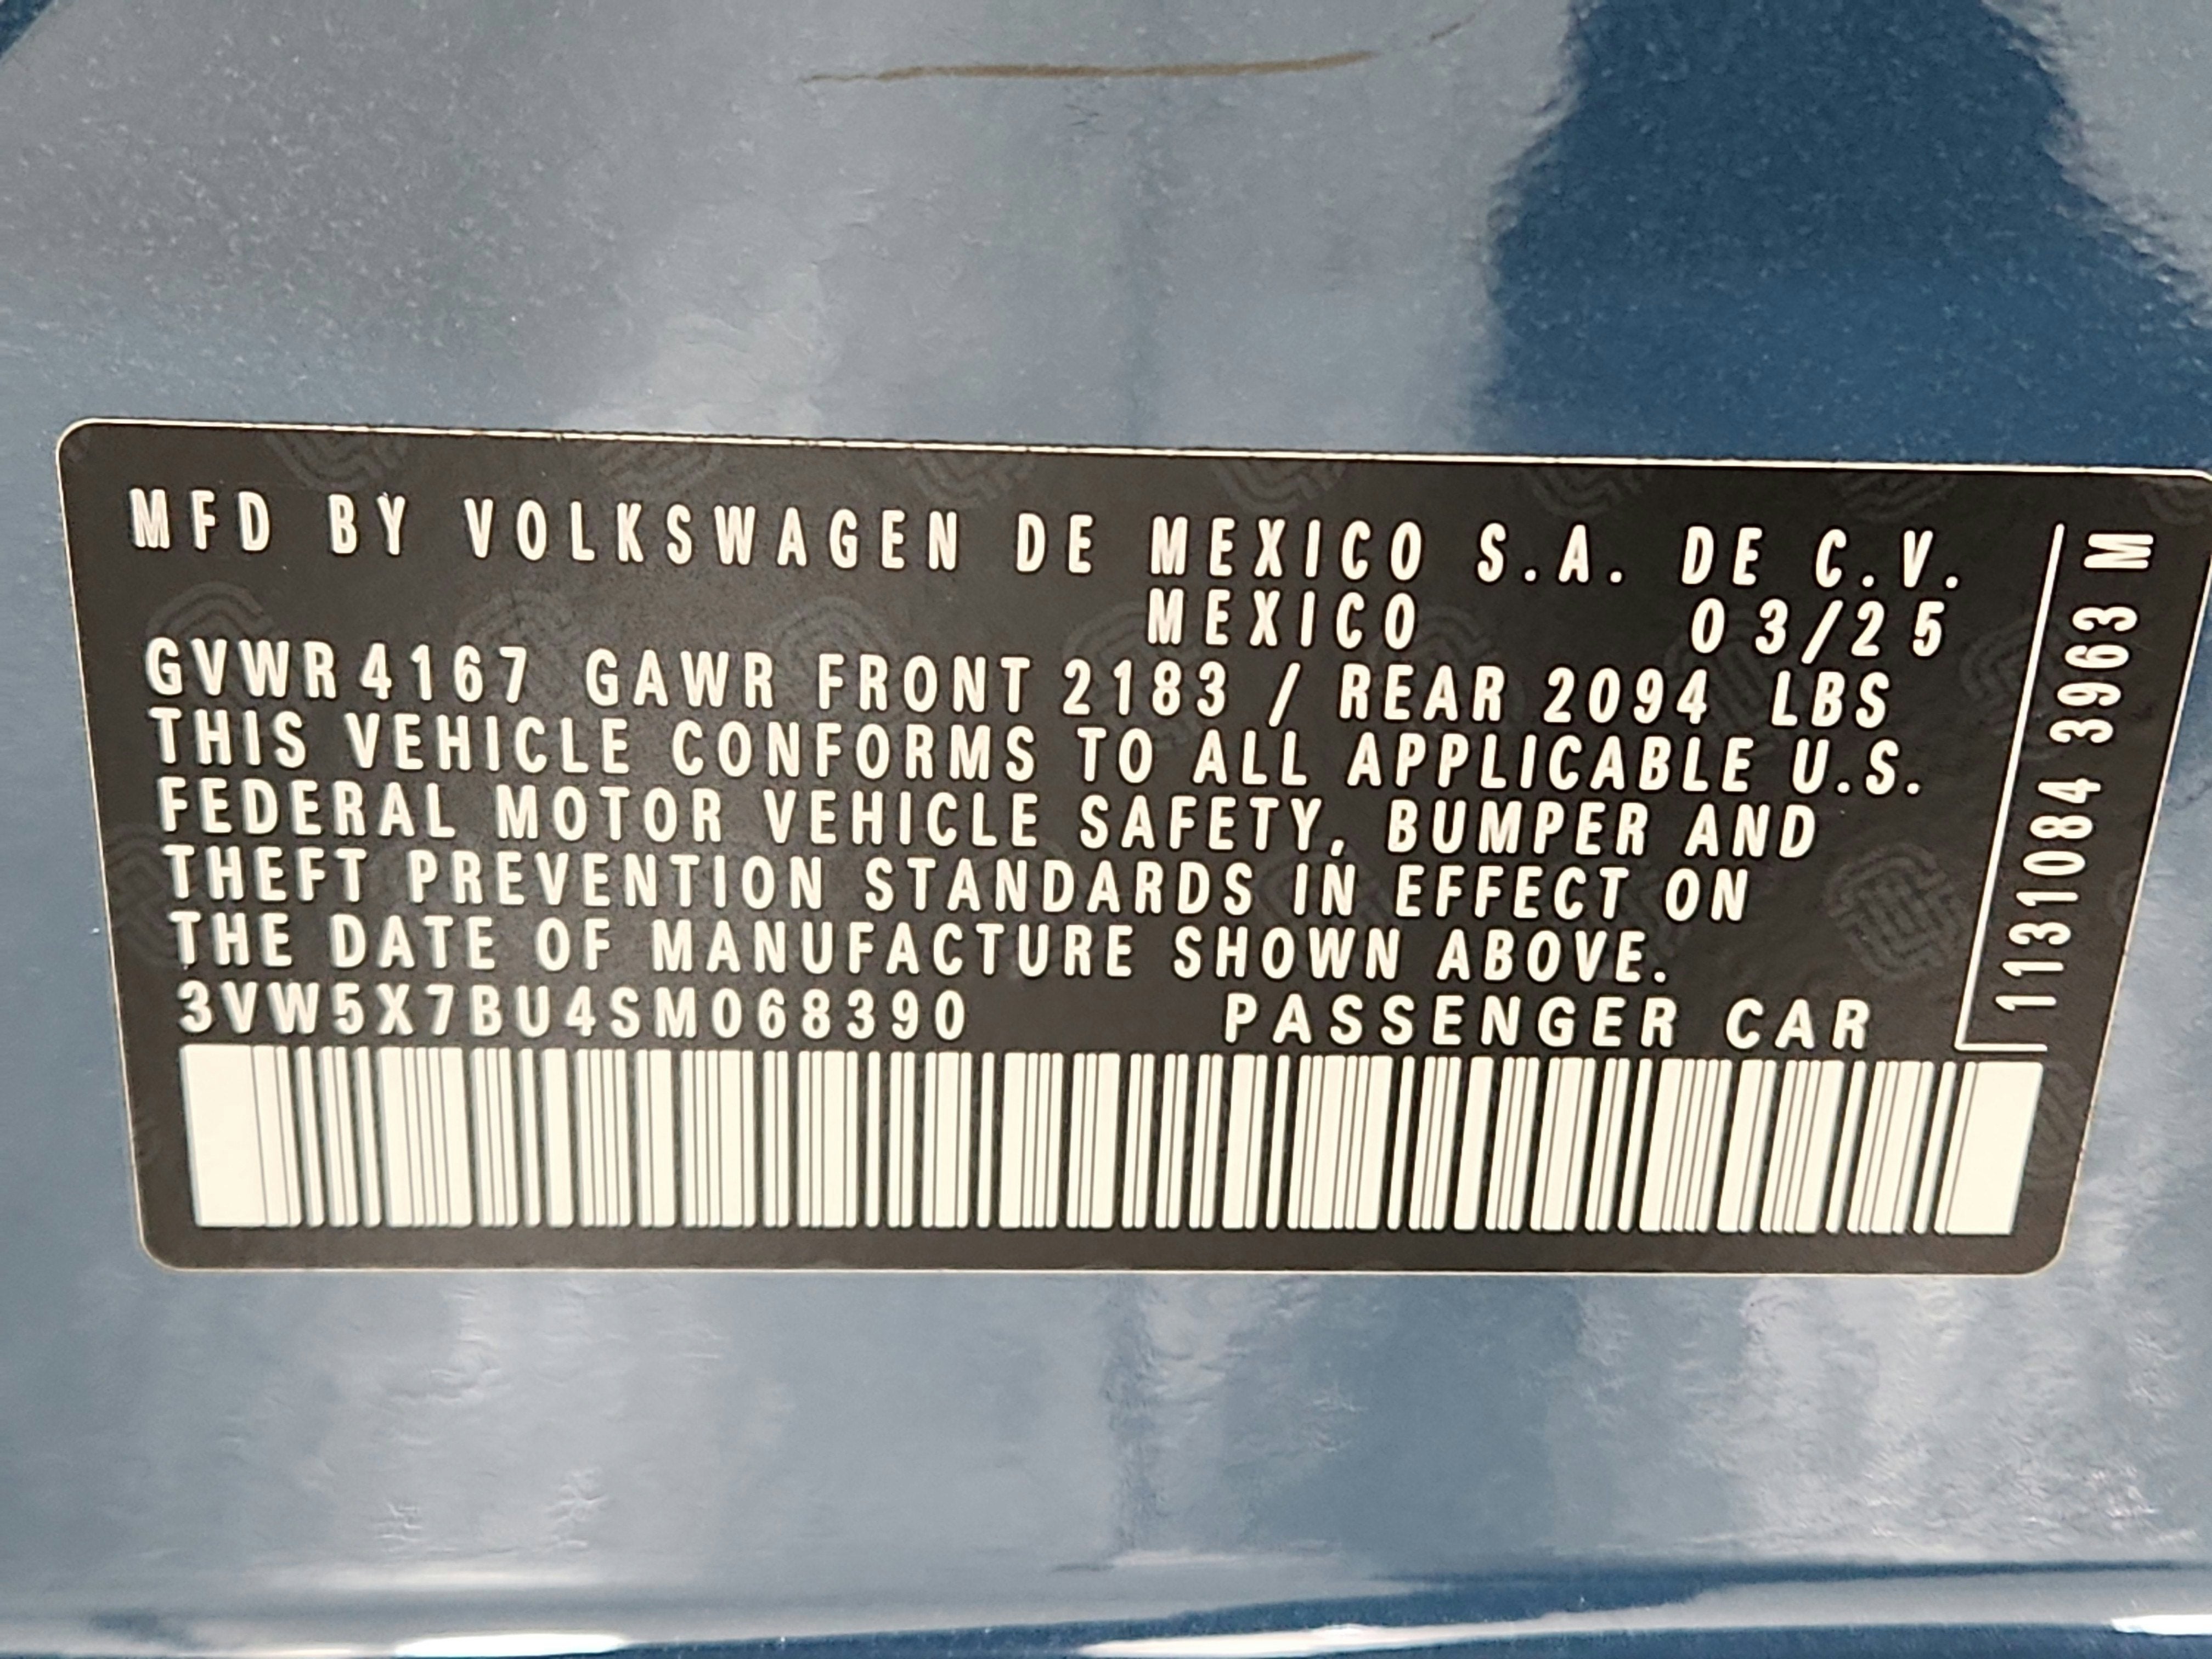 MFD BY VOLKSWAGEN DE MEXICO S.A. DE C.V.
MEXICO 03/25
GVWR 4167 GAWR FRONT 2183 / REAR 2094 LBS
THIS VEHICLE CONFORMS TO ALL APPLICABLE U.S.
FEDERAL MOTOR VEHICLE SAFETY, BUMPER AND
THEFT PREVENTION STANDARDS IN EFFECT ON
THE DATE OF MANUFACTURE SHOWN ABOVE.
3VW5X7BU4SM068390 PASSENGER CAR
1131084 3963 M